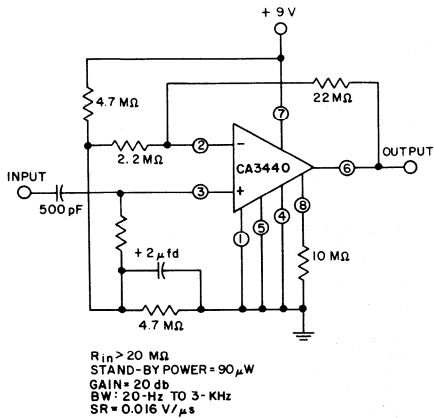 + 9 V
4.7 MΩ
22 MΩ
7
2.2 MΩ
2
−
CA3440
6
OUTPUT
INPUT
500 pF
3
+
8
1
5
4
+ 2 µfd
10 MΩ
4.7 MΩ
Rin > 20 MΩ
STAND-BY POWER = 90 µW
GAIN = 20 db
BW: 20-Hz TO 3-KHz
SR = 0.016 V/µs